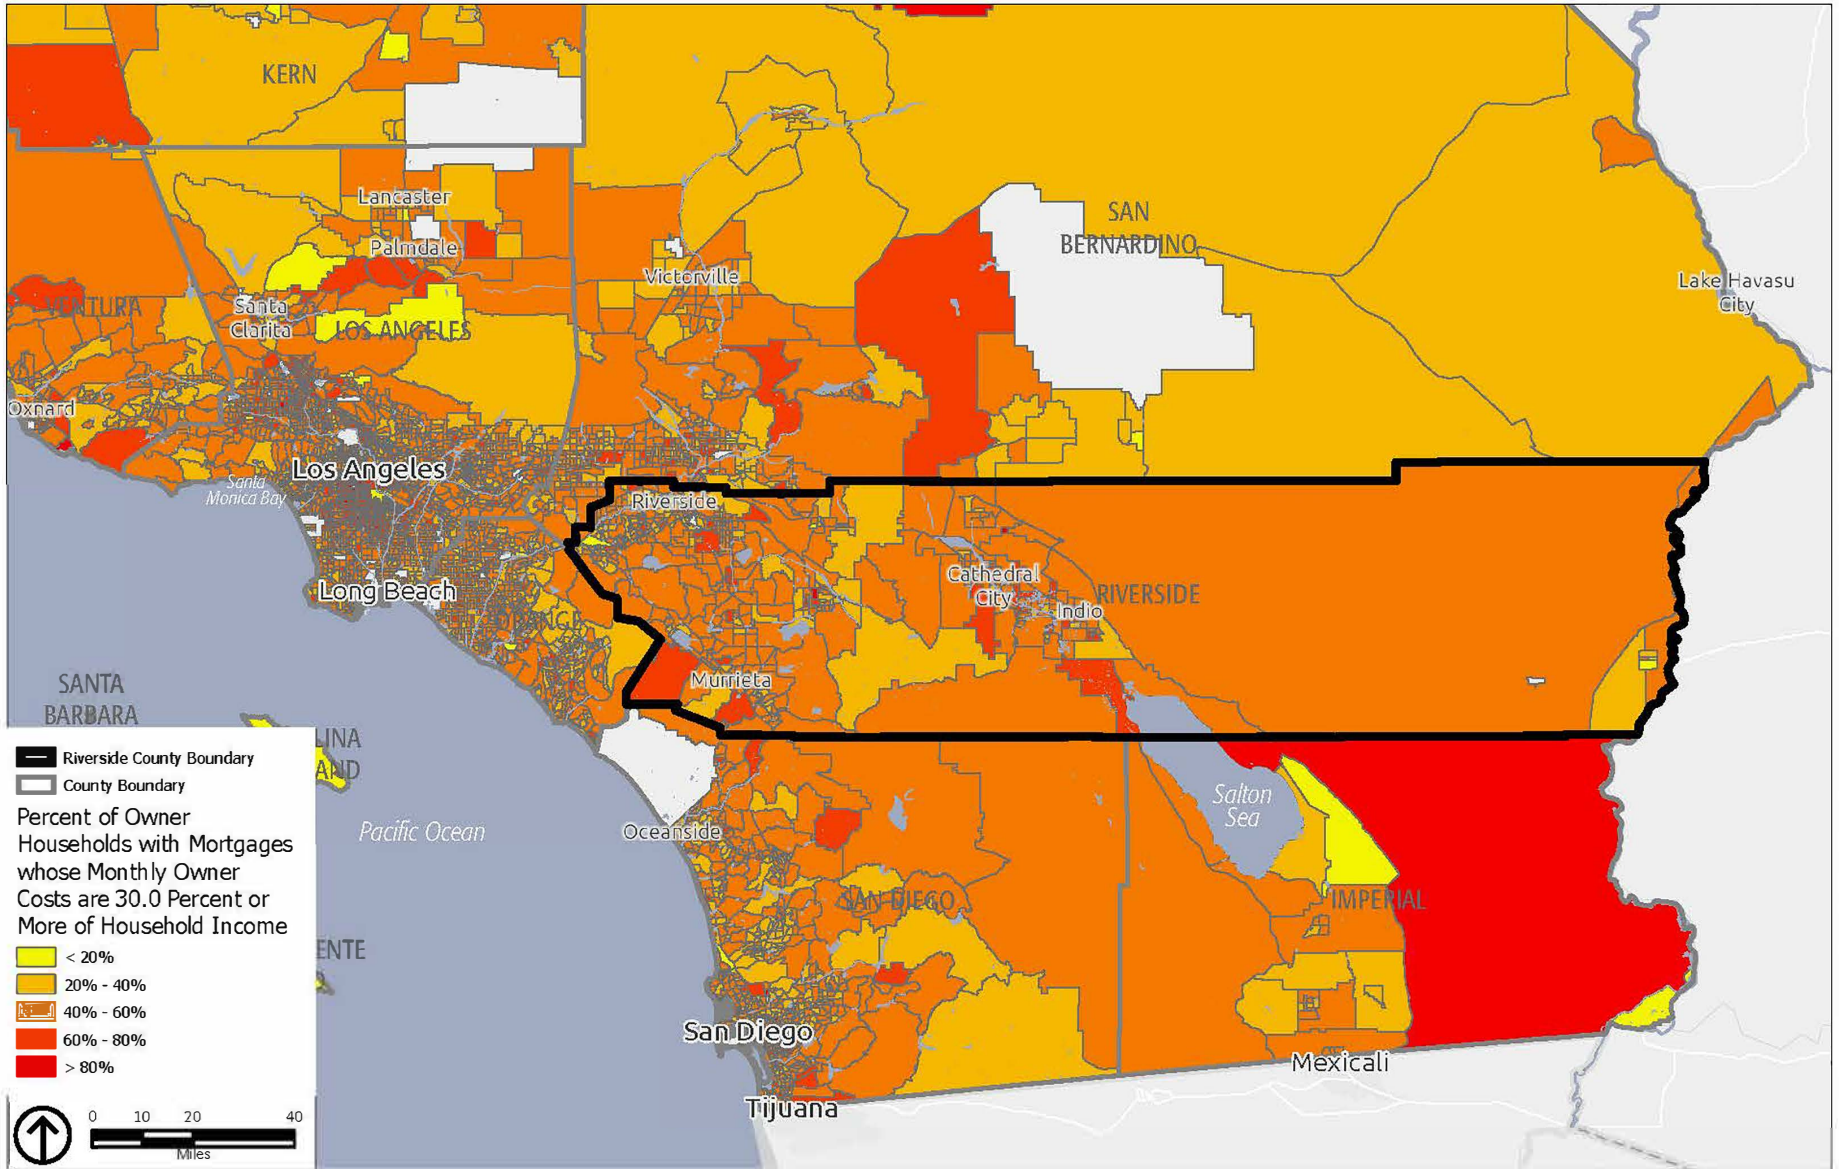 KERN
Lancaster
Palmdale
SAN
BERNARDINO
Victorville
Lake Havasu
City
VENTURA
Santa
Clarita
LOS ANGELES
Oxnard
Los Angeles
Santa
Monica Bay
Riverside
Long Beach
Cathedral
City
RIVERSIDE
Indio
ORANGE
Murrieta
SANTA
BARBARA
LINA
AND
Pacific Ocean
Oceanside
Salton
Sea
SAN DIEGO
IMPERIAL
ENTE
San Diego
Mexicali
Tijuana
Riverside County Boundary
County Boundary
Percent of Owner
Households with Mortgages
whose Monthly Owner
Costs are 30.0 Percent or
More of Household Income
< 20%
20% - 40%
40% - 60%
60% - 80%
> 80%
0 10 20 40
Miles